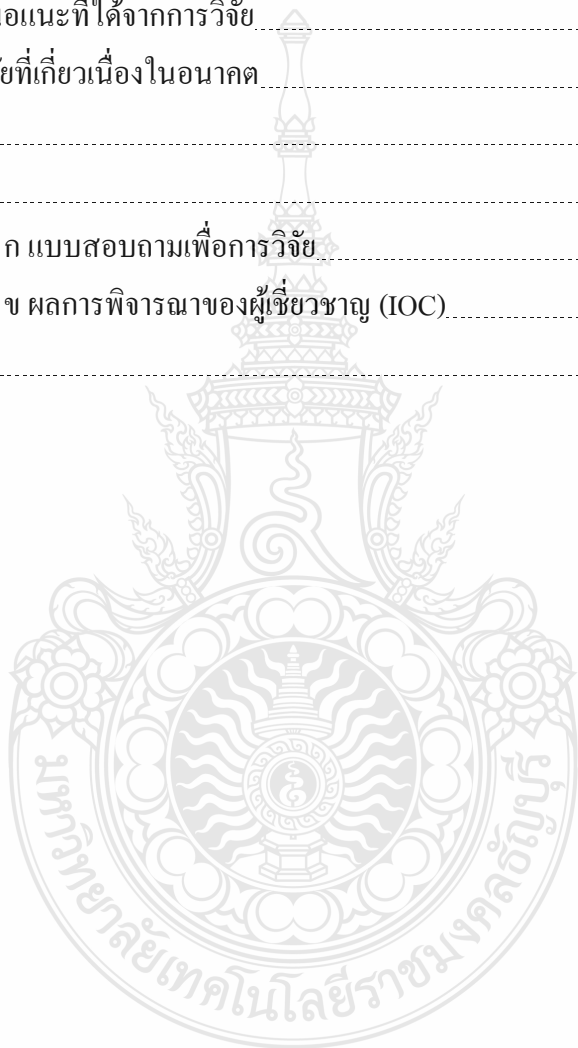 นอแนะที่ได้จากการวิจัย
ัยที่เกี่ยวเนื่องในอนาคต
ก แบบสอบถามเพื่อการวิจัย
ข ผลการพิจารณาของผู้เชี่ยวชาญ (IOC)
มหาวิทยาลัยเทคโนโลยีราชมงคลธัญบุรี